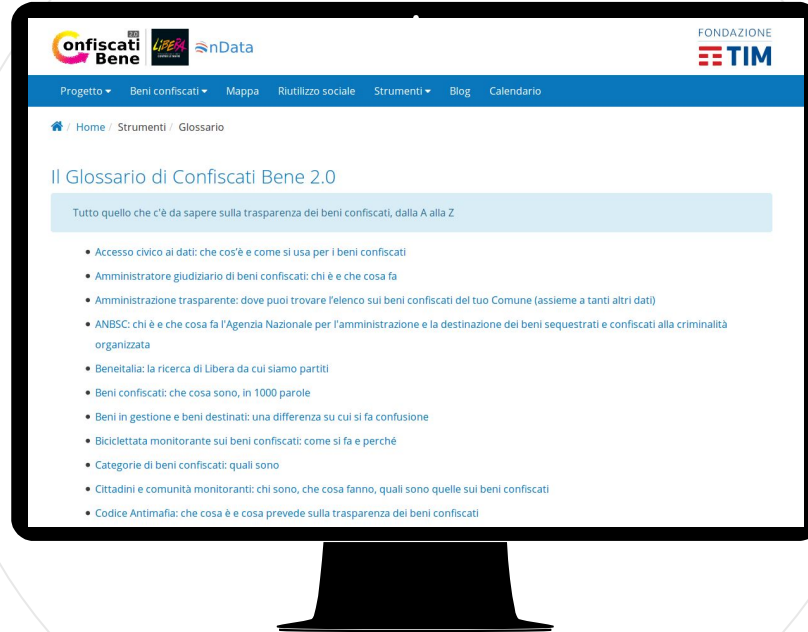 Confiscati 2.0
Bene
LIBERA
onData
FONDAZIONE
TIM
Progetto Beni confiscati Mappa Riutilizzo sociale Strumenti Blog Calendario
/ Home / Strumenti / Glossario
Il Glossario di Confiscati Bene 2.0
Tutto quello che c'è da sapere sulla trasparenza dei beni confiscati, dalla A alla Z
• Accesso civico ai dati: che cos'è e come si usa per i beni confiscati
• Amministratore giudiziario di beni confiscati: chi è e che cosa fa
• Amministrazione trasparente: dove puoi trovare l'elenco sui beni confiscati del tuo Comune (assieme a tanti altri dati)
• ANBSC: chi è e che cosa fa l'Agenzia Nazionale per l'amministrazione e la destinazione dei beni sequestrati e confiscati alla criminalità
organizzata
• Beneitalia: la ricerca di Libera da cui siamo partiti
• Beni confiscati: che cosa sono, in 1000 parole
• Beni in gestione e beni destinati: una differenza su cui si fa confusione
• Biciclettata monitorante sui beni confiscati: come si fa e perché
• Categorie di beni confiscati: quali sono
• Cittadini e comunità monitoranti: chi sono, che cosa fanno, quali sono quelle sui beni confiscati
• Codice Antimafia: che cosa è e cosa prevede sulla trasparenza dei beni confiscati